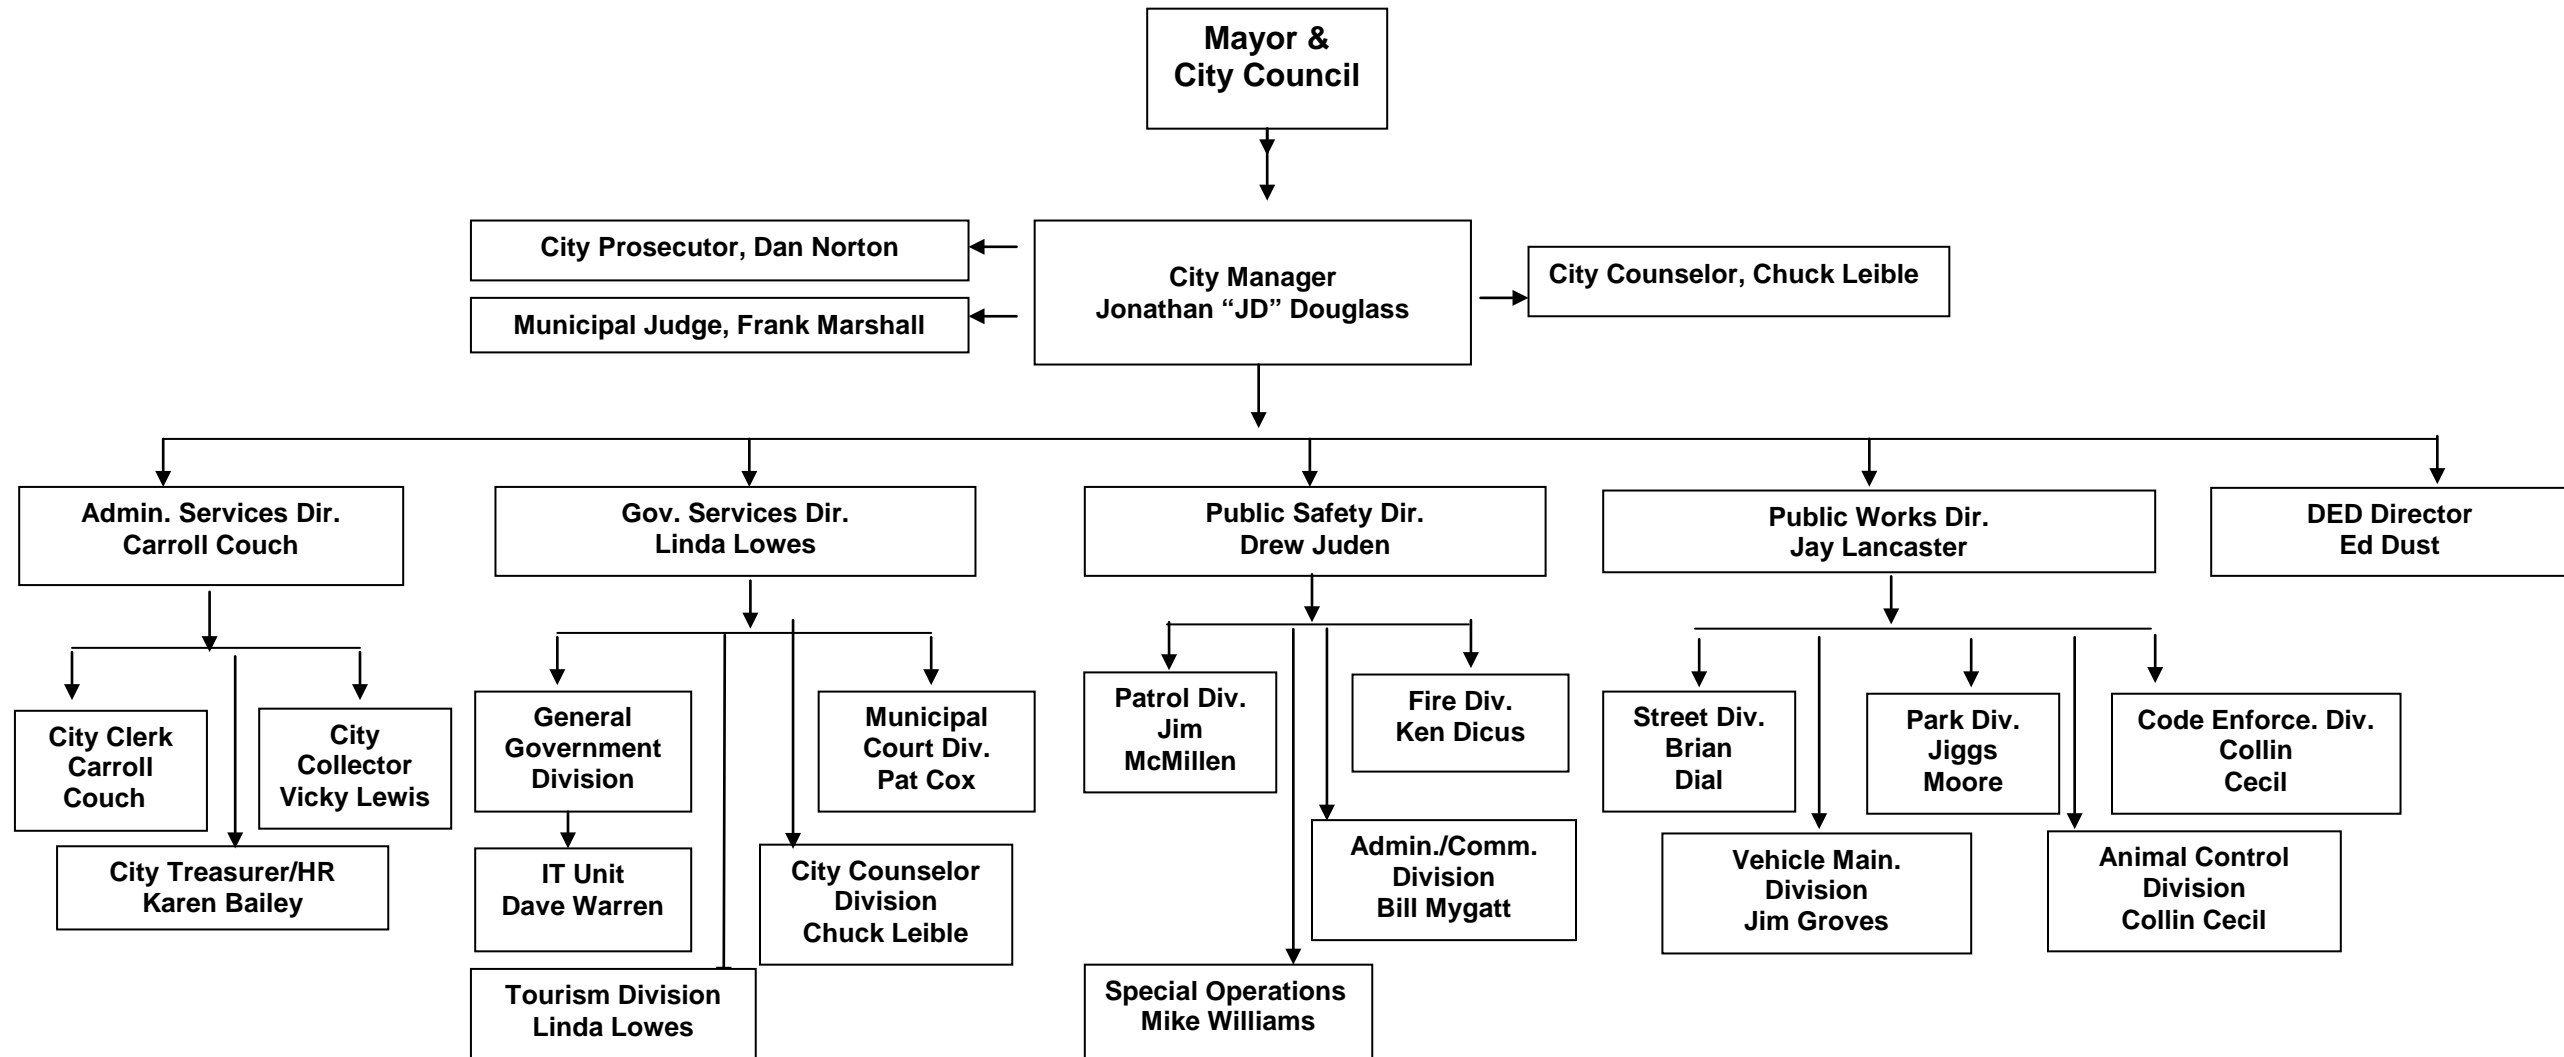 Mayor &
City Council
City Prosecutor, Dan Norton
Municipal Judge, Frank Marshall
City Manager
Jonathan “JD” Douglass
City Counselor, Chuck Leible
Admin. Services Dir.
Carroll Couch
Gov. Services Dir.
Linda Lowes
Public Safety Dir.
Drew Juden
Public Works Dir.
Jay Lancaster
DED Director
Ed Dust
City Clerk
Carroll
Couch
City
Collector
Vicky Lewis
City Treasurer/HR
Karen Bailey
General
Government
Division
Municipal
Court Div.
Pat Cox
IT Unit
Dave Warren
City Counselor
Division
Chuck Leible
Tourism Division
Linda Lowes
Patrol Div.
Jim
McMillen
Fire Div.
Ken Dicus
Admin./Comm.
Division
Bill Mygatt
Special Operations
Mike Williams
Street Div.
Brian
Dial
Park Div.
Jiggs
Moore
Code Enforce. Div.
Collin
Cecil
Vehicle Main.
Division
Jim Groves
Animal Control
Division
Collin Cecil